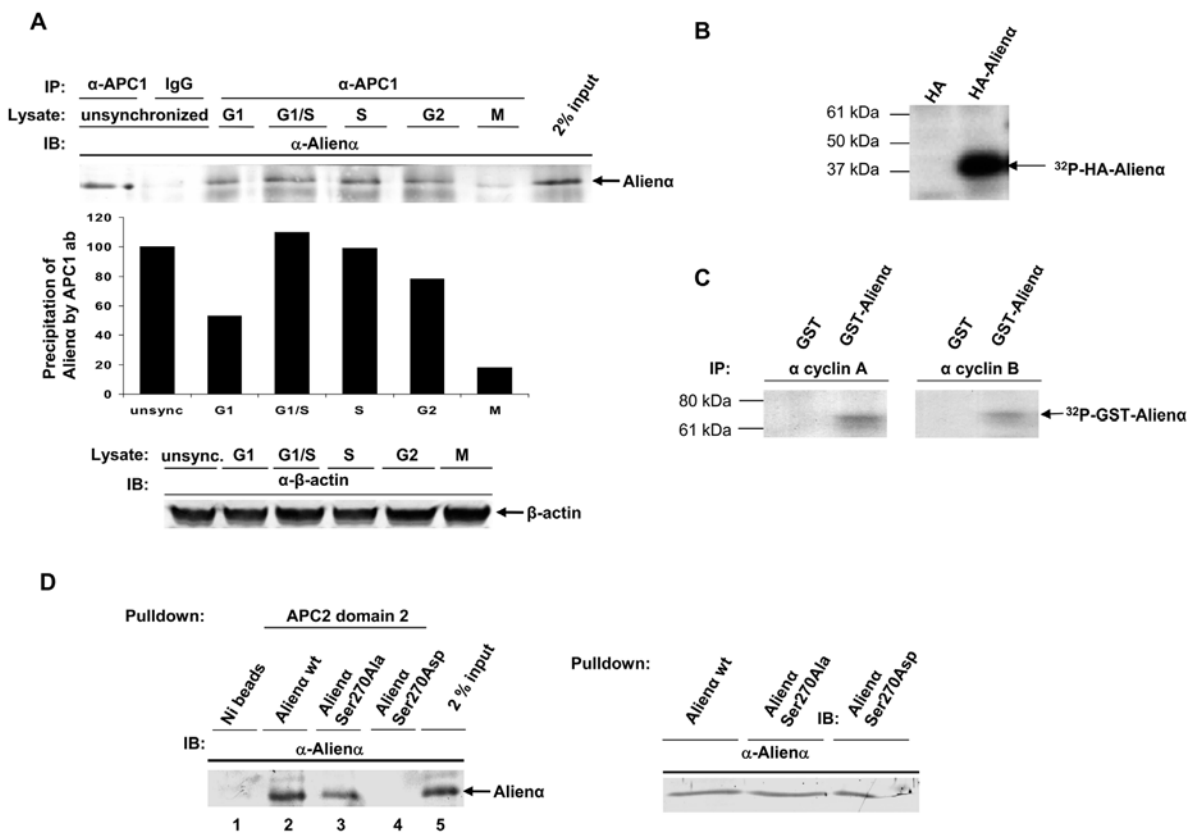 A
IP: α-APC1 IgG α-APC1
Lysate: unsynchronized G1 G1/S S G2 M 2% input
IB: α-Alienα
Alienα
Precipitation of
Alienα by APC1 ab
120
100
80
60
40
20
0
unsync G1 G1/S S G2 M
Lysate: unsync. G1 G1/S S G2 M
IB: α-β-actin
β-actin
B
HA HA-Alienα
61 kDa
50 kDa
37 kDa
³²P-HA-Alienα
C
GST GST-Alienα GST GST-Alienα
IP: α cyclin A α cyclin B
80 kDa
61 kDa
³²P-GST-Alienα
D
Pulldown: APC2 domain 2
Ni beads Alienα wt Alienα Ser270Ala Alienα Ser270Asp 2 % input
IB: α-Alienα
Alienα
1 2 3 4 5
Pulldown:
Alienα wt Alienα Ser270Ala IB: Alienα Ser270Asp
α-Alienα